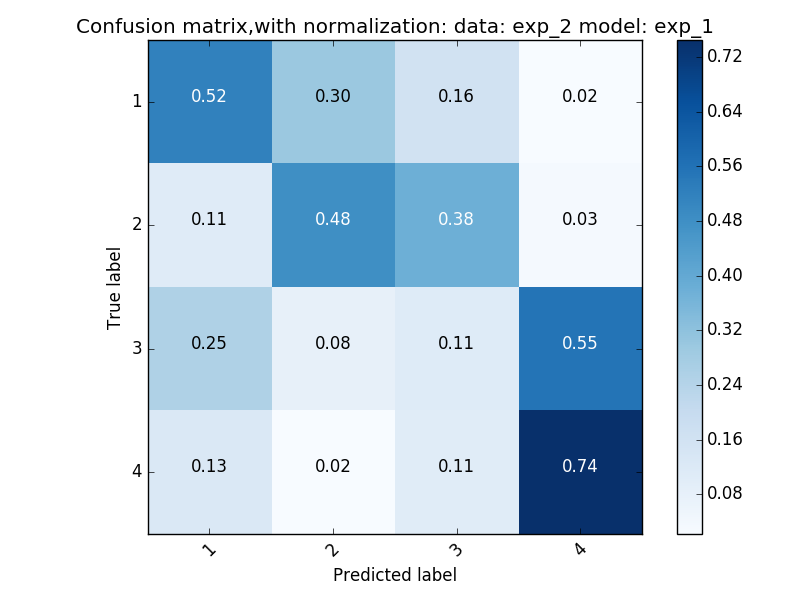 Confusion matrix,with normalization: data: exp_2 model: exp_1
True label
1 0.52 0.30 0.16 0.02
2 0.11 0.48 0.38 0.03
3 0.25 0.08 0.11 0.55
4 0.13 0.02 0.11 0.74
1 2 3 4
Predicted label
0.72
0.64
0.56
0.48
0.40
0.32
0.24
0.16
0.08